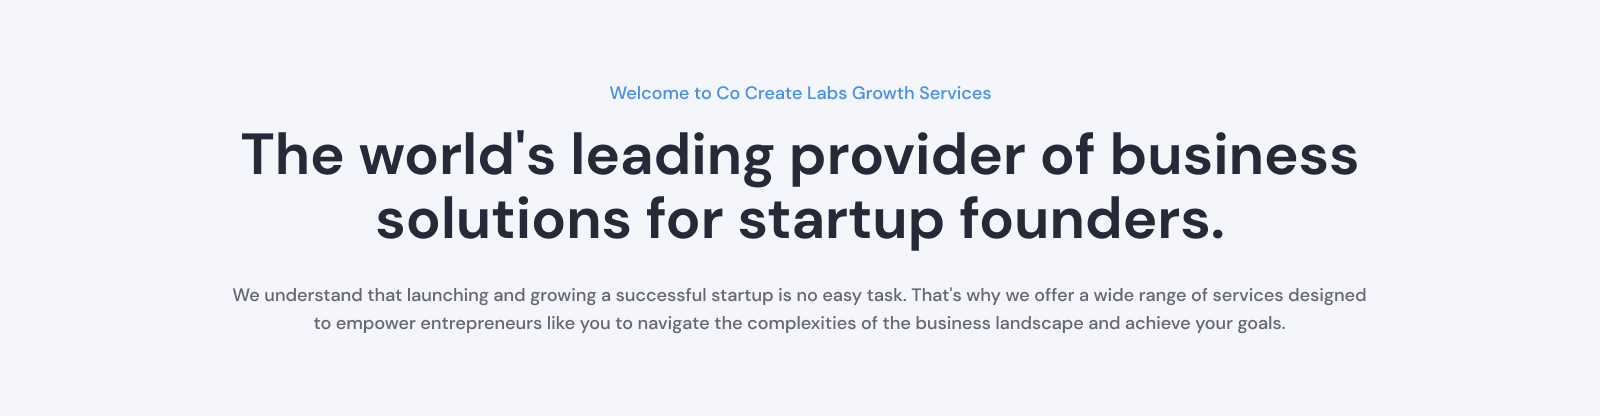 Welcome to Co Create Labs Growth Services
The world's leading provider of business
solutions for startup founders.
We understand that launching and growing a successful startup is no easy task. That's why we offer a wide range of services designed
to empower entrepreneurs like you to navigate the complexities of the business landscape and achieve your goals.